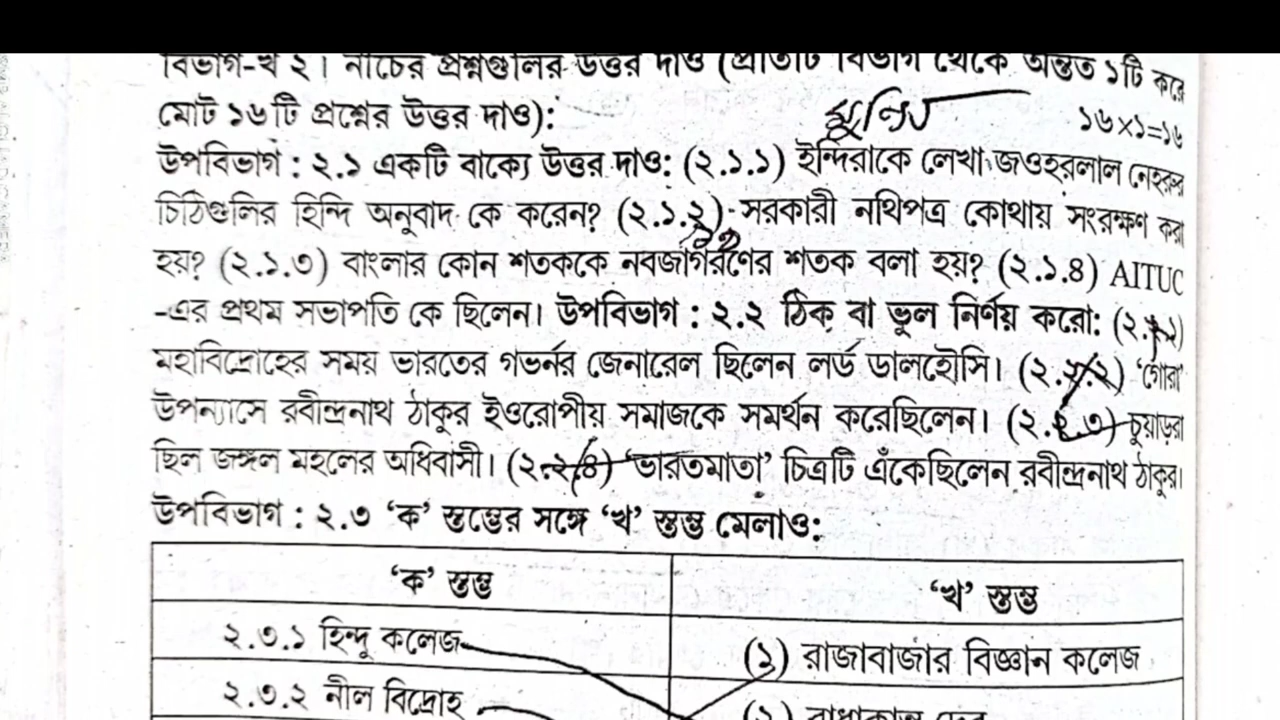 বিভাগ-খ ২। নীচের প্রশ্নগুলির উত্তর দাও (প্রতিটি বিভাগ থেকে অন্তত ১টি করে
মোট ১৬টি প্রশ্নের উত্তর দাও): ১৬×১=১৬
উপবিভাগ : ২.১ একটি বাক্যে উত্তর দাও: (২.১.১) ইন্দিরাকে লেখা জওহরলাল নেহরুর
চিঠিগুলির হিন্দি অনুবাদ কে করেন? (২.১.২) সরকারী নথিপত্র কোথায় সংরক্ষণ করা
হয়? (২.১.৩) বাংলার কোন শতককে নবজাগরণের শতক বলা হয়? (২.১.৪) AITUC
-এর প্রথম সভাপতি কে ছিলেন। উপবিভাগ : ২.২ ঠিক বা ভুল নির্ণয় করো:
মহাবিদ্রোহের সময় ভারতের গভর্নর জেনারেল ছিলেন লর্ড ডালহৌসি। (২.২.২) 'গোরা'
উপন্যাসে রবীন্দ্রনাথ ঠাকুর ইওরোপীয় সমাজকে সমর্থন করেছিলেন। (২.২.৩) চুয়াড়রা
ছিল জঙ্গল মহলের অধিবাসী। (২.২.৪) 'ভারতমাতা' চিত্রটি এঁকেছিলেন রবীন্দ্রনাথ ঠাকুর।
উপবিভাগ : ২.৩ 'ক' স্তম্ভের সঙ্গে 'খ' স্তম্ভ মেলাও:
'ক' স্তম্ভ 'খ' স্তম্ভ
২.৩.১ হিন্দু কলেজ (১) রাজাবাজার বিজ্ঞান কলেজ
২.৩.২ নীল বিদ্রোহ (২) রাধাকান্ত দেব